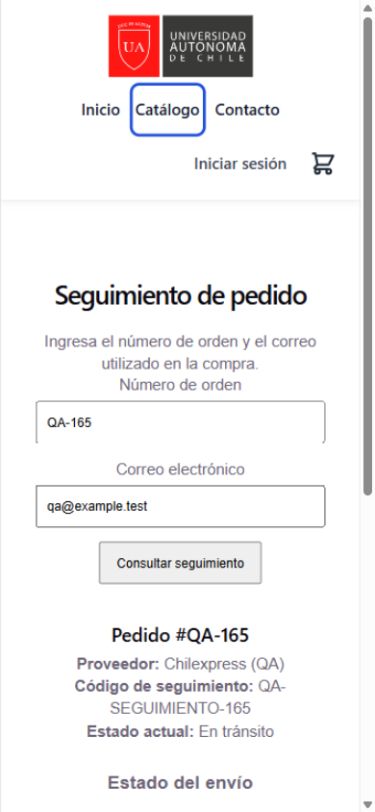 UA
UNIVERSIDAD
AUTONOMA
DE CHILE
Inicio Catálogo Contacto
Iniciar sesión
Seguimiento de pedido
Ingresa el número de orden y el correo
utilizado en la compra.
Número de orden
QA-165
Correo electrónico
qa@example.test
Consultar seguimiento
Pedido #QA-165
Proveedor: Chilexpress (QA)
Código de seguimiento: QA-
SEGUIMIENTO-165
Estado actual: En tránsito
Estado del envío